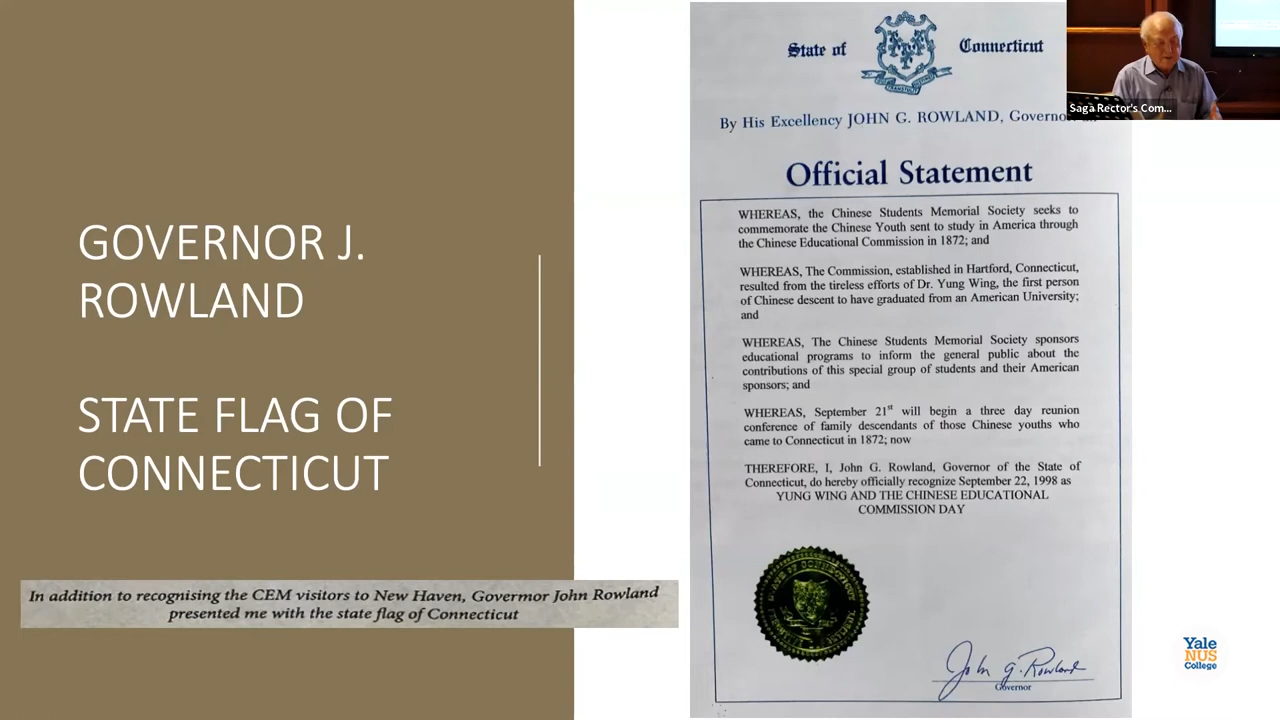 GOVERNOR J.
ROWLAND
STATE FLAG OF
CONNECTICUT
In addition to recognising the CEM visitors to New Haven, Govermor John Rowland
presented me with the state flag of Connecticut
State of Connecticut
By His Excellency JOHN G. ROWLAND, Governor
Official Statement
WHEREAS, the Chinese Students Memorial Society seeks to
commemorate the Chinese Youth sent to study in America through
the Chinese Educational Commission in 1872; and
WHEREAS, The Commission, established in Hartford, Connecticut,
resulted from the tireless efforts of Dr. Yung Wing, the first person
of Chinese descent to have graduated from an American University;
and
WHEREAS, The Chinese Students Memorial Society sponsors
educational programs to inform the general public about the
contributions of this special group of students and their American
sponsors; and
WHEREAS, September 21st will begin a three day reunion
conference of family descendants of those Chinese youths who
came to Connecticut in 1872; now
THEREFORE, I, John G. Rowland, Governor of the State of
Connecticut, do hereby officially recognize September 22, 1998 as
YUNG WING AND THE CHINESE EDUCATIONAL
COMMISSION DAY
John G. Rowland
Governor
Saga Rector's Com...
Yale
NUS
College